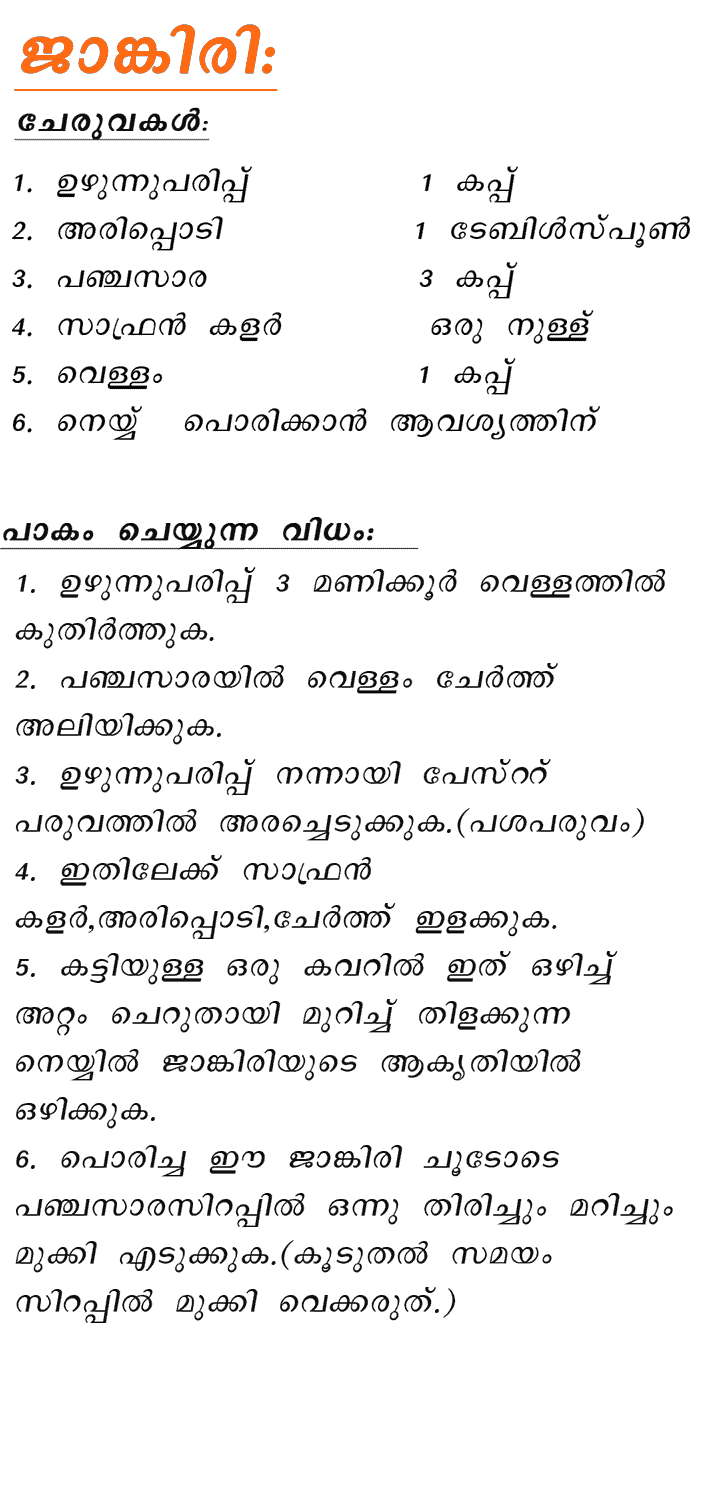 ജാങ്കിരി:
ചേരുവകൾ:
1. ഉഴുന്നുപരിപ്പ് 1 കപ്പ്
2. അരിപ്പൊടി 1 ടേബിൾസ്പൂൺ
3. പഞ്ചസാര 3 കപ്പ്
4. സാഫ്രൻ കളർ ഒരു നുള്ള്
5. വെള്ളം 1 കപ്പ്
6. നെയ്യ് പൊരിക്കാൻ ആവശ്യത്തിന്
പാകം ചെയ്യുന്ന വിധം:
1. ഉഴുന്നുപരിപ്പ് 3 മണിക്കൂർ വെള്ളത്തിൽ
കുതിർത്തുക.
2. പഞ്ചസാരയിൽ വെള്ളം ചേർത്ത്
അലിയിക്കുക.
3. ഉഴുന്നുപരിപ്പ് നന്നായി പേസ്ററ്
പരുവത്തിൽ അരച്ചെടുക്കുക.(പശപരുവം)
4. ഇതിലേക്ക് സാഫ്രൻ
കളർ,അരിപ്പൊടി,ചേർത്ത് ഇളക്കുക.
5. കട്ടിയുള്ള ഒരു കവറിൽ ഇത് ഒഴിച്ച്
അറ്റം ചെറുതായി മുറിച്ച് തിളക്കുന്ന
നെയ്യിൽ ജാങ്കിരിയുടെ ആകൃതിയിൽ
ഒഴിക്കുക.
6. പൊരിച്ച ഈ ജാങ്കിരി ചൂടോടെ
പഞ്ചസാരസിറപ്പിൽ ഒന്നു തിരിച്ചും മറിച്ചും
മുക്കി എടുക്കുക.(കൂടുതൽ സമയം
സിറപ്പിൽ മുക്കി വെക്കരുത്.)